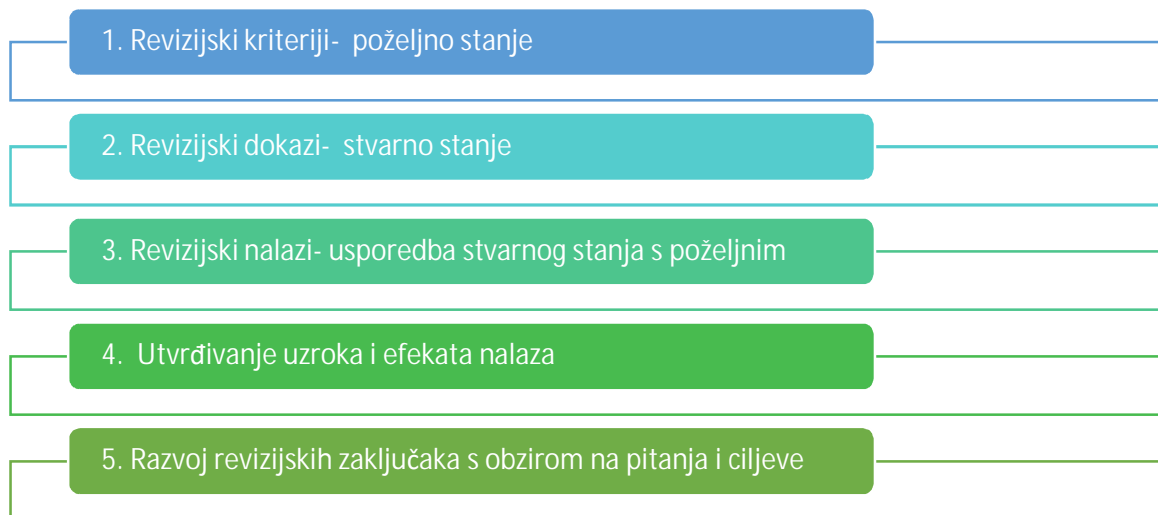 1. Revizijski kriteriji- poželjno stanje
2. Revizijski dokazi- stvarno stanje
3. Revizijski nalazi- usporedba stvarnog stanja s poželjnim
4. Utvrđivanje uzroka i efekata nalaza
5. Razvoj revizijskih zaključaka s obzirom na pitanja i ciljeve